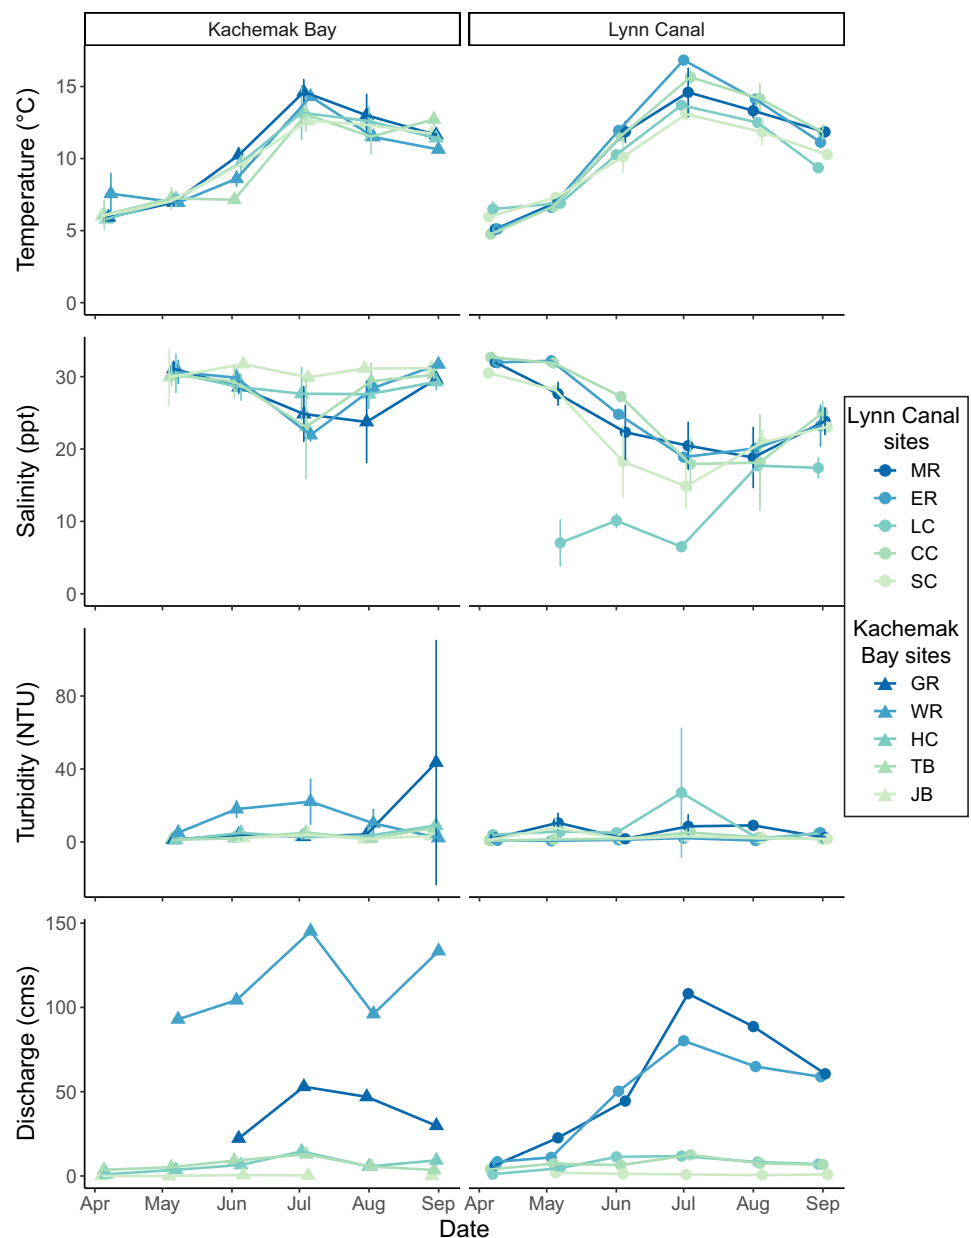 Kachemak Bay
Lynn Canal
Temperature (°C)
15
10
5
0
Salinity (ppt)
30
20
10
0
Turbidity (NTU)
80
40
0
Discharge (cms)
150
100
50
0
Apr May Jun Jul Aug Sep
Apr May Jun Jul Aug Sep
Date
Lynn Canal
sites
MR
ER
LC
CC
SC
Kachemak
Bay sites
GR
WR
HC
TB
JB